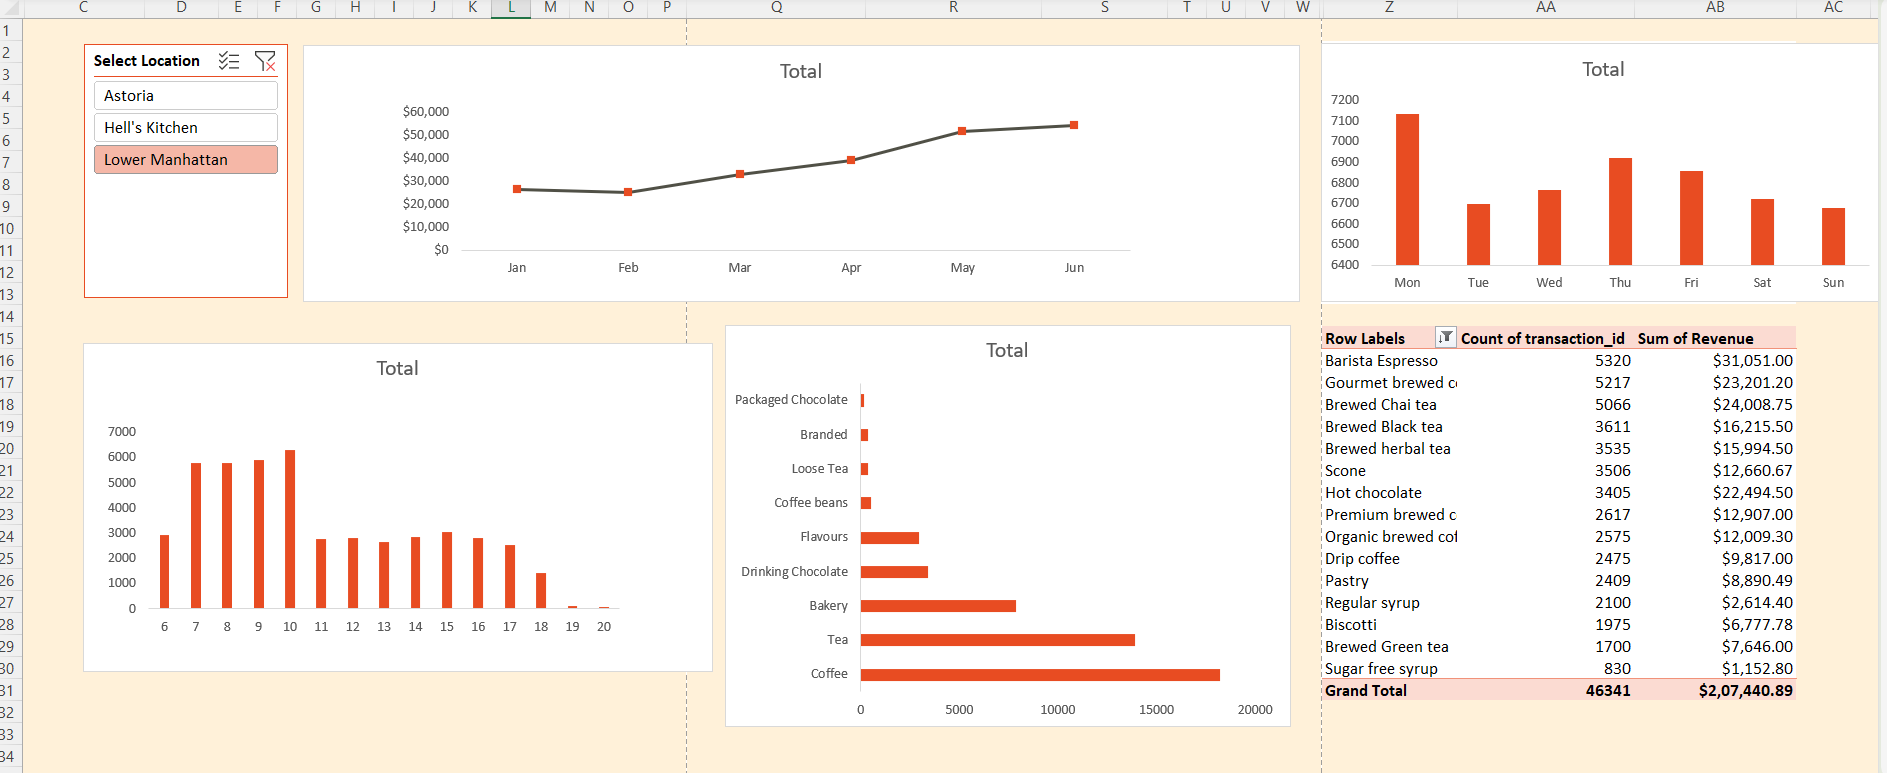 C D E F G H I J K L M N O P Q R S T U V W Z AA AB AC
1
2
3
4
5
6
7
8
9
10
11
12
13
14
15
16
17
18
19
20
21
22
23
24
25
26
27
28
29
30
31
32
33
34
Select Location
Astoria
Hell's Kitchen
Lower Manhattan
Total
$60,000
$50,000
$40,000
$30,000
$20,000
$10,000
$0
Jan Feb Mar Apr May Jun
Total
7200
7100
7000
6900
6800
6700
6600
6500
6400
Mon Tue Wed Thu Fri Sat Sun
Total
7000
6000
5000
4000
3000
2000
1000
0
6 7 8 9 10 11 12 13 14 15 16 17 18 19 20
Total
Packaged Chocolate
Branded
Loose Tea
Coffee beans
Flavours
Drinking Chocolate
Bakery
Tea
Coffee
0 5000 10000 15000 20000
Row Labels Count of transaction_id Sum of Revenue
Barista Espresso 5320 $31,051.00
Gourmet brewed c 5217 $23,201.20
Brewed Chai tea 5066 $24,008.75
Brewed Black tea 3611 $16,215.50
Brewed herbal tea 3535 $15,994.50
Scone 3506 $12,660.67
Hot chocolate 3405 $22,494.50
Premium brewed c 2617 $12,907.00
Organic brewed cof 2575 $12,009.30
Drip coffee 2475 $9,817.00
Pastry 2409 $8,890.49
Regular syrup 2100 $2,614.40
Biscotti 1975 $6,777.78
Brewed Green tea 1700 $7,646.00
Sugar free syrup 830 $1,152.80
Grand Total 46341 $2,07,440.89